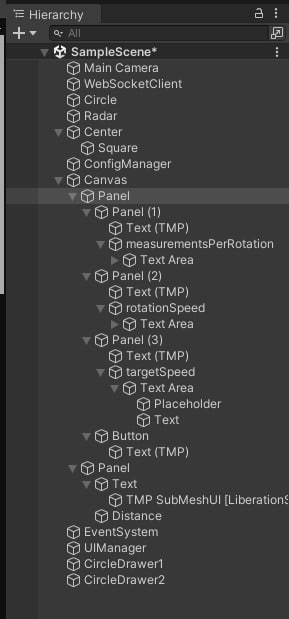 Hierarchy
All
SampleScene*
Main Camera
WebSocketClient
Circle
Radar
Center
Square
ConfigManager
Canvas
Panel
Panel (1)
Text (TMP)
measurementsPerRotation
Text Area
Panel (2)
Text (TMP)
rotationSpeed
Text Area
Panel (3)
Text (TMP)
targetSpeed
Text Area
Placeholder
Text
Button
Text (TMP)
Panel
Text
TMP SubMeshUI [LiberationS
Distance
EventSystem
UIManager
CircleDrawer1
CircleDrawer2